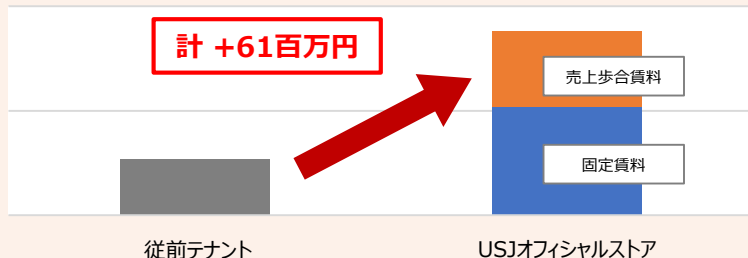 計 +61百万円
売上歩合賃料
固定賃料
従前テナント
USJオフィシャルストア